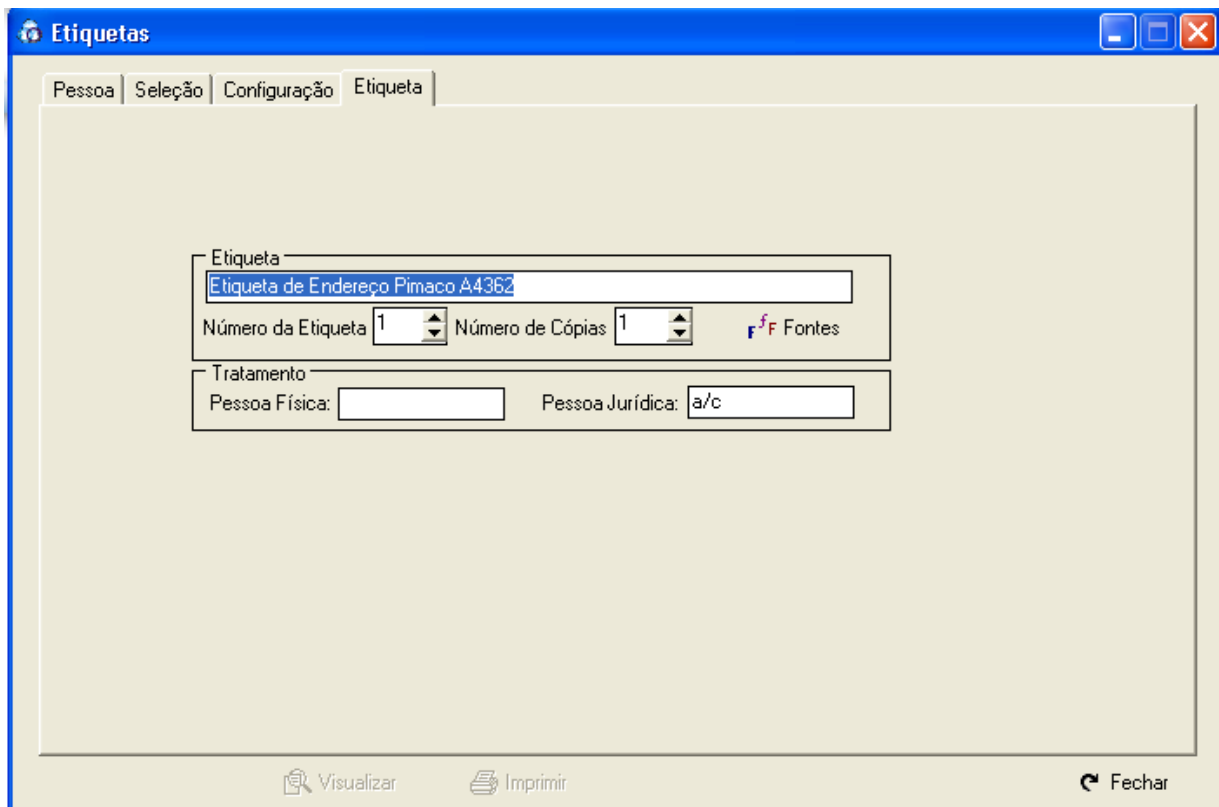 Etiquetas
Pessoa Seleção Configuração Etiqueta
Etiqueta
Etiqueta de Endereço Pimaco A4362
Número da Etiqueta 1 Número de Cópias 1 FfF Fontes
Tratamento
Pessoa Física: Pessoa Jurídica: a/c
Visualizar Imprimir Fechar